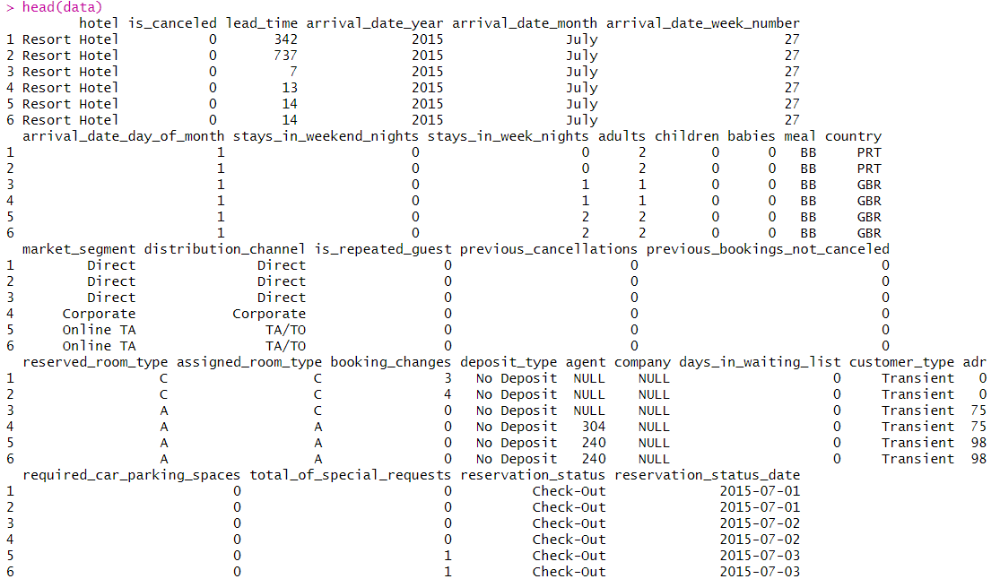 > head(data)
hotel is_canceled lead_time arrival_date_year arrival_date_month arrival_date_week_number
1 Resort Hotel 0 342 2015 July 27
2 Resort Hotel 0 737 2015 July 27
3 Resort Hotel 0 7 2015 July 27
4 Resort Hotel 0 13 2015 July 27
5 Resort Hotel 0 14 2015 July 27
6 Resort Hotel 0 14 2015 July 27
arrival_date_day_of_month stays_in_weekend_nights stays_in_week_nights adults children babies meal country
1 1 0 0 2 0 0 BB PRT
2 1 0 0 2 0 0 BB PRT
3 1 0 1 1 0 0 BB GBR
4 1 0 1 1 0 0 BB GBR
5 1 0 2 2 0 0 BB GBR
6 1 0 2 2 0 0 BB GBR
market_segment distribution_channel is_repeated_guest previous_cancellations previous_bookings_not_canceled
1 Direct Direct 0 0 0
2 Direct Direct 0 0 0
3 Direct Direct 0 0 0
4 Corporate Corporate 0 0 0
5 Online TA TA/TO 0 0 0
6 Online TA TA/TO 0 0 0
reserved_room_type assigned_room_type booking_changes deposit_type agent company days_in_waiting_list customer_type adr
1 C C 3 No Deposit NULL NULL 0 Transient 0
2 C C 4 No Deposit NULL NULL 0 Transient 0
3 A C 0 No Deposit NULL NULL 0 Transient 75
4 A A 0 No Deposit 304 NULL 0 Transient 75
5 A A 0 No Deposit 240 NULL 0 Transient 98
6 A A 0 No Deposit 240 NULL 0 Transient 98
required_car_parking_spaces total_of_special_requests reservation_status reservation_status_date
1 0 0 Check-Out 2015-07-01
2 0 0 Check-Out 2015-07-01
3 0 0 Check-Out 2015-07-02
4 0 0 Check-Out 2015-07-02
5 0 1 Check-Out 2015-07-03
6 0 1 Check-Out 2015-07-03